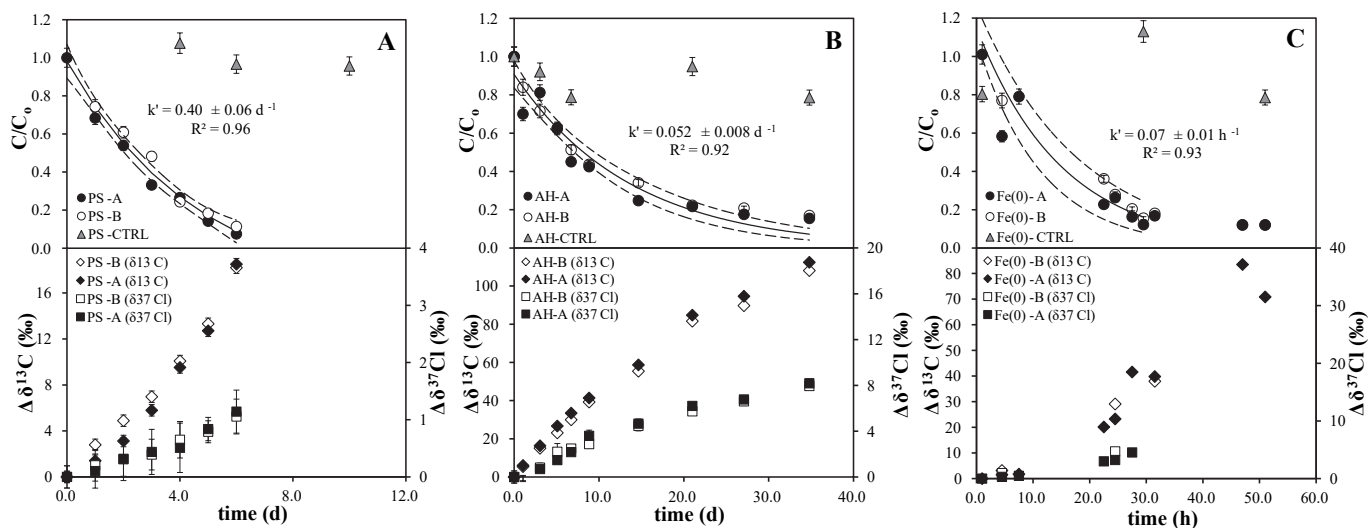 A
C/Co
1.2
1.0
0.8
0.6
0.4
0.2
0.0
k' = 0.40 ± 0.06 d -1
R² = 0.96
PS -A
PS -B
PS -CTRL
Δδ13C (‰)
16
12
8
4
0
PS -B (δ13 C)
PS -A (δ13 C)
PS -B (δ37 Cl)
PS -A (δ37 Cl)
4
3
2
1
0
Δδ37Cl (‰)
0.0 4.0 8.0 12.0
time (d)
B
C/Co
1.2
1.0
0.8
0.6
0.4
0.2
0.0
k' = 0.052 ± 0.008 d -1
R² = 0.92
AH-A
AH-B
AH-CTRL
Δδ13C (‰)
100
80
60
40
20
0
AH-B (δ13 C)
AH-A (δ13 C)
AH-B (δ37 Cl)
AH-A (δ37 Cl)
20
16
12
8
4
0
Δδ37Cl (‰)
0.0 10.0 20.0 30.0 40.0
time (d)
C
C/Co
1.2
1.0
0.8
0.6
0.4
0.2
0.0
k' = 0.07 ± 0.01 h -1
R² = 0.93
Fe(0)- A
Fe(0)- B
Fe(0)- CTRL
Δδ13C (‰)
80
70
60
50
40
30
20
10
0
Fe(0) -B (δ13 C)
Fe(0) -A (δ13 C)
Fe(0) -B (δ37 Cl)
Fe(0) -A (δ37 Cl)
40
30
20
10
0
Δδ37Cl (‰)
0.0 10.0 20.0 30.0 40.0 50.0 60.0
time (h)